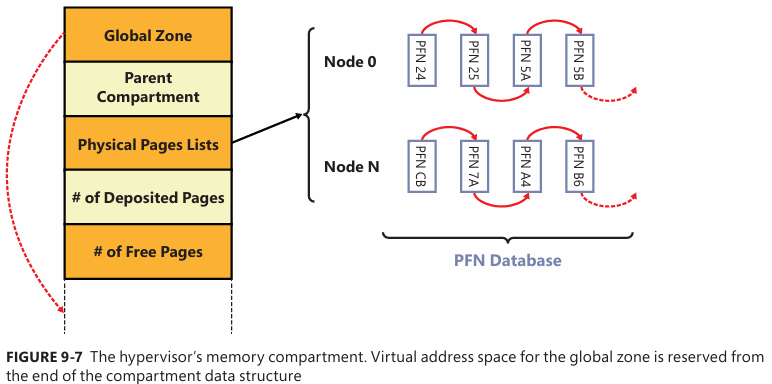 Global Zone
Parent
Compartment
Physical Pages Lists
# of Deposited Pages
# of Free Pages
Node 0
PFN 24
PFN 25
PFN 5A
PFN 5B
Node N
PFN CB
PFN 7A
PFN A4
PFN B6
PFN Database
FIGURE 9-7 The hypervisor’s memory compartment. Virtual address space for the global zone is reserved from
the end of the compartment data structure